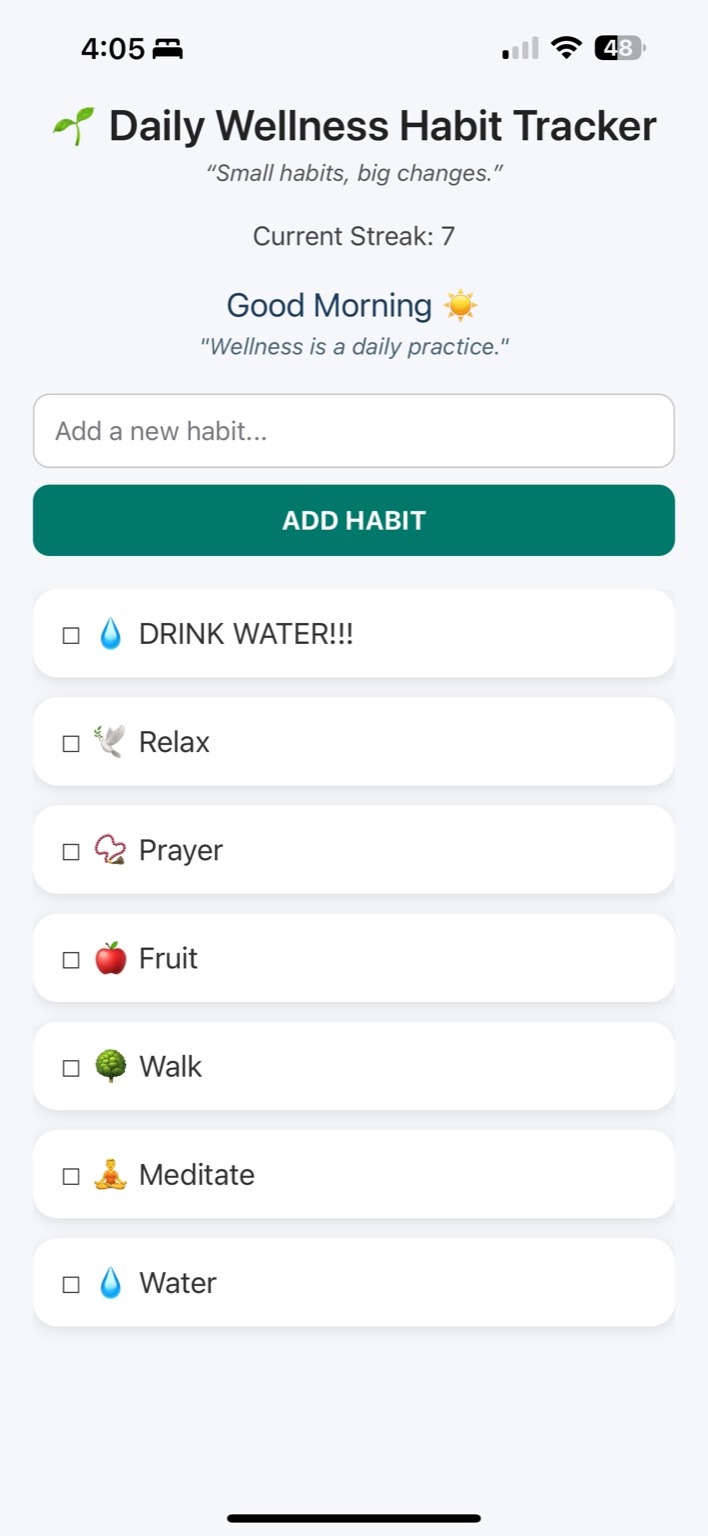 4:05
48
🌱 Daily Wellness Habit Tracker
“Small habits, big changes.”
Current Streak: 7
Good Morning ☀️
"Wellness is a daily practice."
Add a new habit...
ADD HABIT
☐ 💧 DRINK WATER!!!
☐ 🕊️ Relax
☐ 📿 Prayer
☐ 🍎 Fruit
☐ 🌳 Walk
☐ 🧘 Meditate
☐ 💧 Water